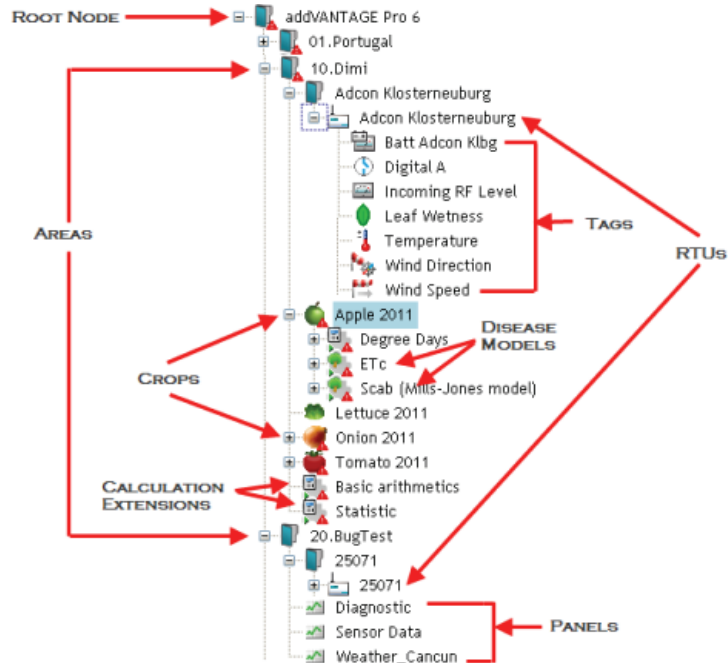 ROOT NODE
addVANTAGE Pro 6
01.Portugal
10.Dimi
Adcon Klosterneuburg
Adcon Klosterneuburg
Batt Adcon Klbg
Digital A
Incoming RF Level
Leaf Wetness
Temperature
Wind Direction
Wind Speed
TAGS
RTUS
AREAS
Apple 2011
Degree Days
ETc
Scab (Mills-Jones model)
DISEASE
MODELS
CROPS
Lettuce 2011
Onion 2011
Tomato 2011
Basic arithmetics
Statistic
CALCULATION
EXTENSIONS
20.BugTest
25071
25071
Diagnostic
Sensor Data
Weather_Cancun
PANELS